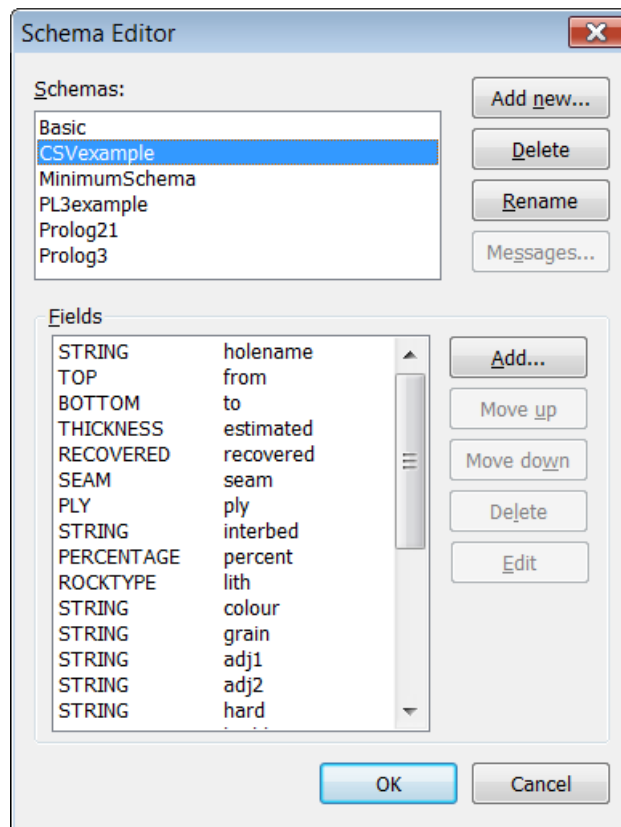 Schema Editor
Schemas:
Add new...
Basic
CSVexample
Delete
MinimumSchema
PL3example
Rename
Prolog21
Prolog3
Messages...
Fields
STRING holename
Add...
TOP from
BOTTOM to
Move up
THICKNESS estimated
RECOVERED recovered
Move down
SEAM seam
PLY ply
Delete
STRING interbed
PERCENTAGE percent
Edit
ROCKTYPE lith
STRING colour
STRING grain
STRING adj1
STRING adj2
STRING hard
OK
Cancel